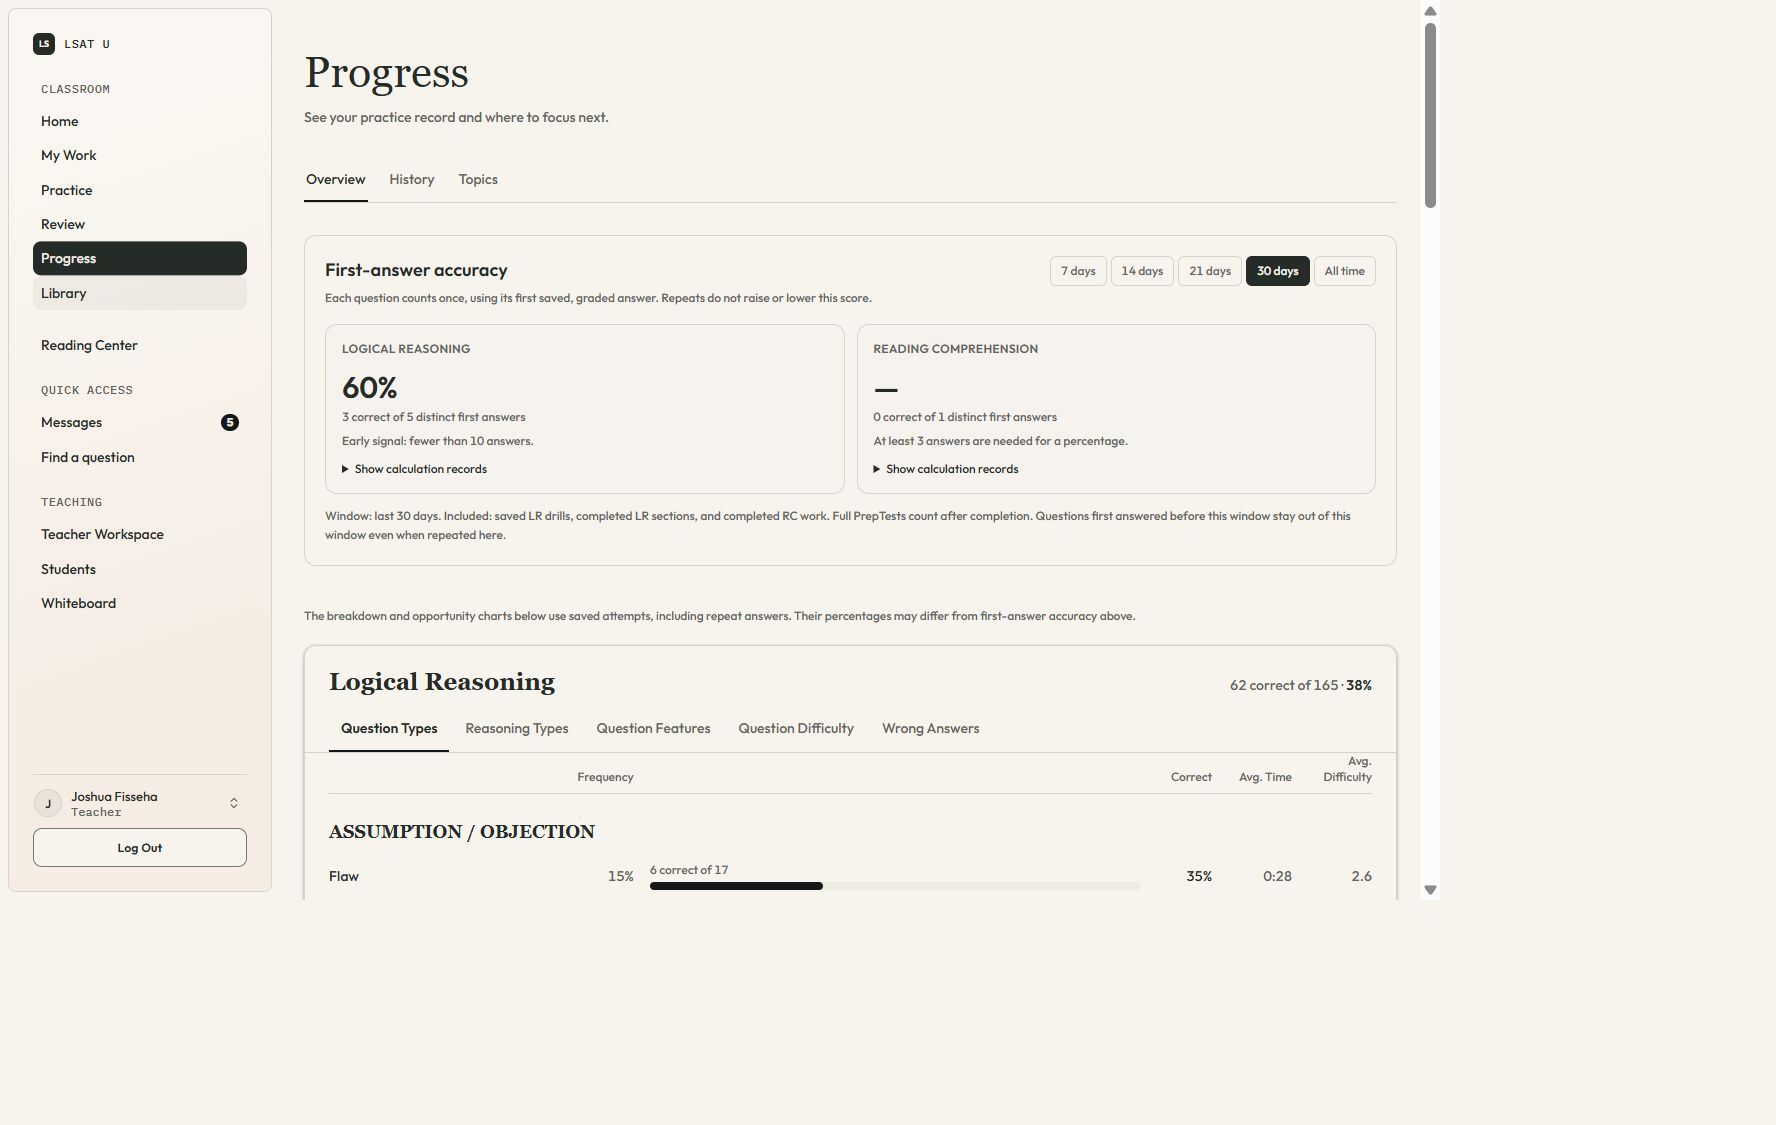 LS LSAT U
CLASSROOM
Home
My Work
Practice
Review
Progress
Library
Reading Center
QUICK ACCESS
Messages 5
Find a question
TEACHING
Teacher Workspace
Students
Whiteboard
J Joshua Fisseha
Teacher
Log Out
Progress
See your practice record and where to focus next.
Overview History Topics
First-answer accuracy
7 days 14 days 21 days 30 days All time
Each question counts once, using its first saved, graded answer. Repeats do not raise or lower this score.
LOGICAL REASONING
60%
3 correct of 5 distinct first answers
Early signal: fewer than 10 answers.
Show calculation records
READING COMPREHENSION
—
0 correct of 1 distinct first answers
At least 3 answers are needed for a percentage.
Show calculation records
Window: last 30 days. Included: saved LR drills, completed LR sections, and completed RC work. Full PrepTests count after completion. Questions first answered before this window stay out of this
window even when repeated here.
The breakdown and opportunity charts below use saved attempts, including repeat answers. Their percentages may differ from first-answer accuracy above.
Logical Reasoning
62 correct of 165 · 38%
Question Types Reasoning Types Question Features Question Difficulty Wrong Answers
Frequency Correct Avg. Time Avg.
Difficulty
ASSUMPTION / OBJECTION
Flaw 15% 6 correct of 17 35% 0:28 2.6